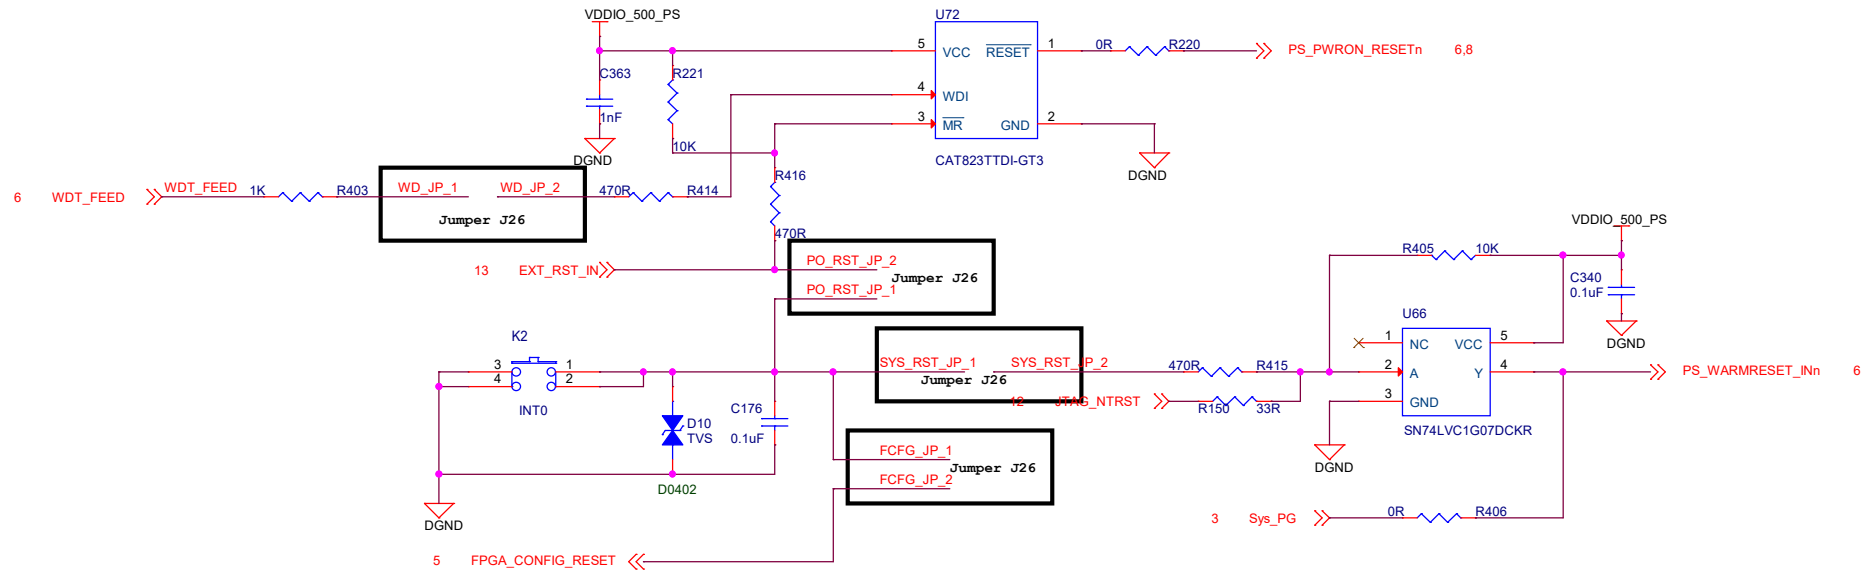 VDDIO_500_PS
U72
5 VCC RESET 1 0R R220 PS_PWRON_RESETn 6,8
C363 R221
1nF
4 WDI
3 MR GND 2
10K
DGND
CAT823TTDI-GT3
DGND
6 WDT_FEED WDT_FEED 1K R403 WD_JP_1 WD_JP_2 470R R414
Jumper J26
R416
470R
VDDIO_500_PS
R405 10K
13 EXT_RST_IN PO_RST_JP_2
Jumper J26
PO_RST_JP_1
C340
0.1uF
U66
DGND
K2
3 1
4 2
INT0
SYS_RST_JP_1 SYS_RST_JP_2
Jumper J26
470R R415
12 JTAG_NTRST R150 33R
1 NC VCC 5
2 A Y 4
3 GND
PS_WARMRESET_INn 6
SN74LVC1G07DCKR
DGND
D10
TVS
C176
0.1uF
D0402
FCFG_JP_1
Jumper J26
FCFG_JP_2
DGND
3 Sys_PG 0R R406
5 FPGA_CONFIG_RESET